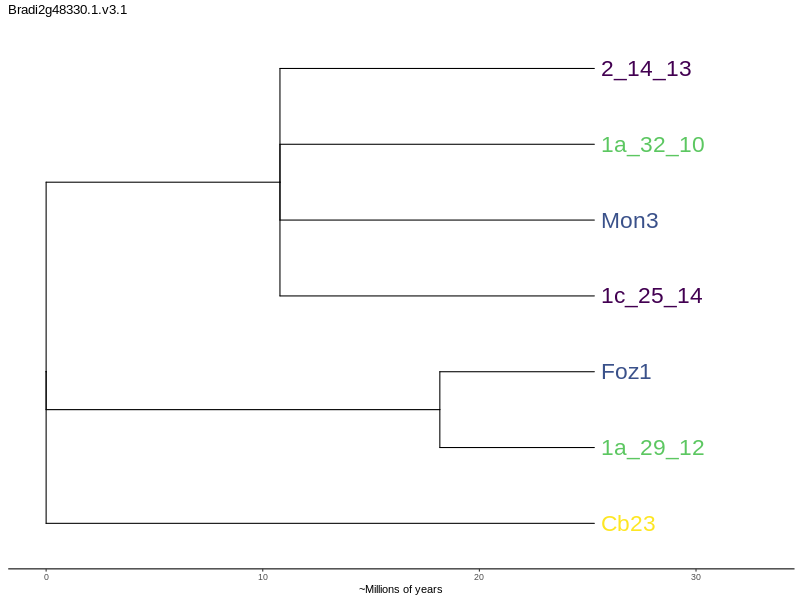 Bradi2g48330.1.v3.1
2_14_13
1a_32_10
Mon3
1c_25_14
Foz1
1a_29_12
Cb23
0 10 20 30
~Millions of years